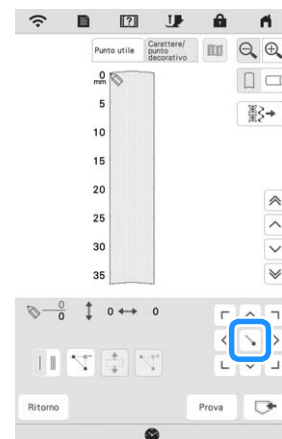 Punto utile
Carattere/
punto
decorativo
0
mm
5
10
15
20
25
30
35
0
0
0
0
Ritorno
Prova